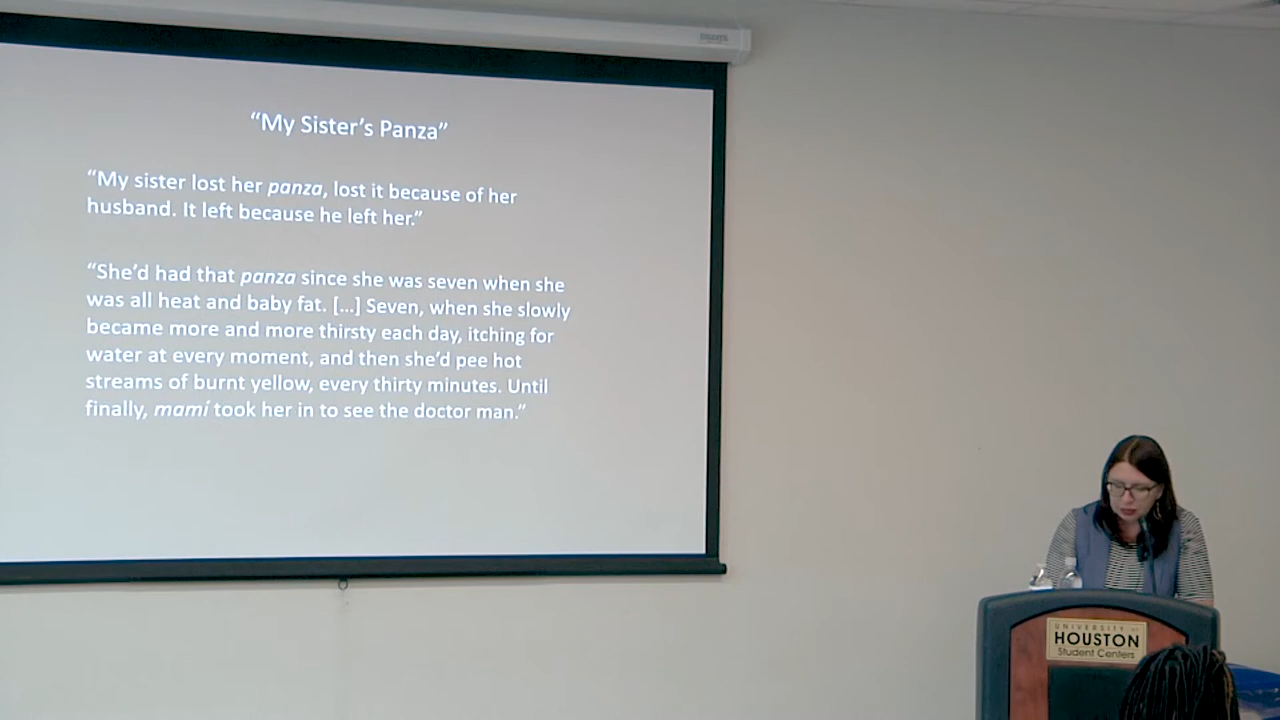 “My Sister’s Panza”
“My sister lost her panza, lost it because of her
husband. It left because he left her.”
“She’d had that panza since she was seven when she
was all heat and baby fat. […] Seven, when she slowly
became more and more thirsty each day, itching for
water at every moment, and then she’d pee hot
streams of burnt yellow, every thirty minutes. Until
finally, mamí took her in to see the doctor man.”
UNIVERSITY of
HOUSTON
Student Centers